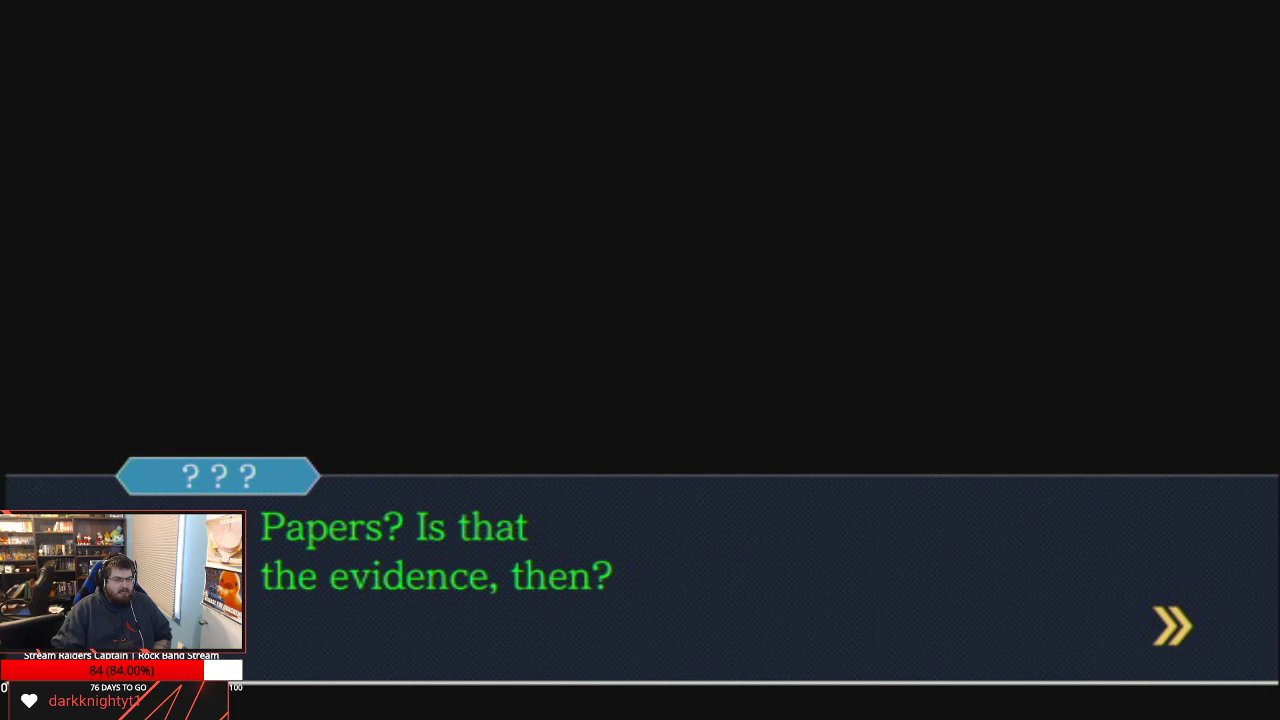 ? ? ?
Papers? Is that
the evidence, then?
Stream Raiders Captain 1 Rock Band Stream
84 (84.00%)
0 76 DAYS TO GO 100
darkknightyt1